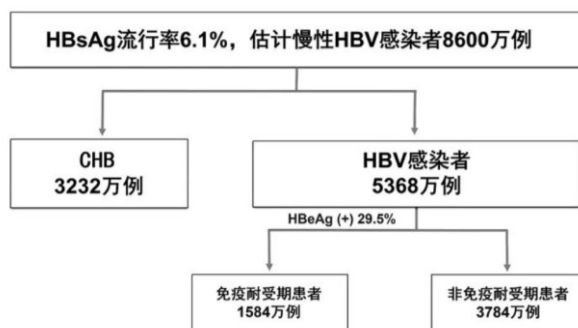 HBsAg流行率6.1%，估计慢性HBV感染者8600万例
CHB
3232万例
HBV感染者
5368万例
HBeAg (+) 29.5%
免疫耐受期患者
1584万例
非免疫耐受期患者
3784万例